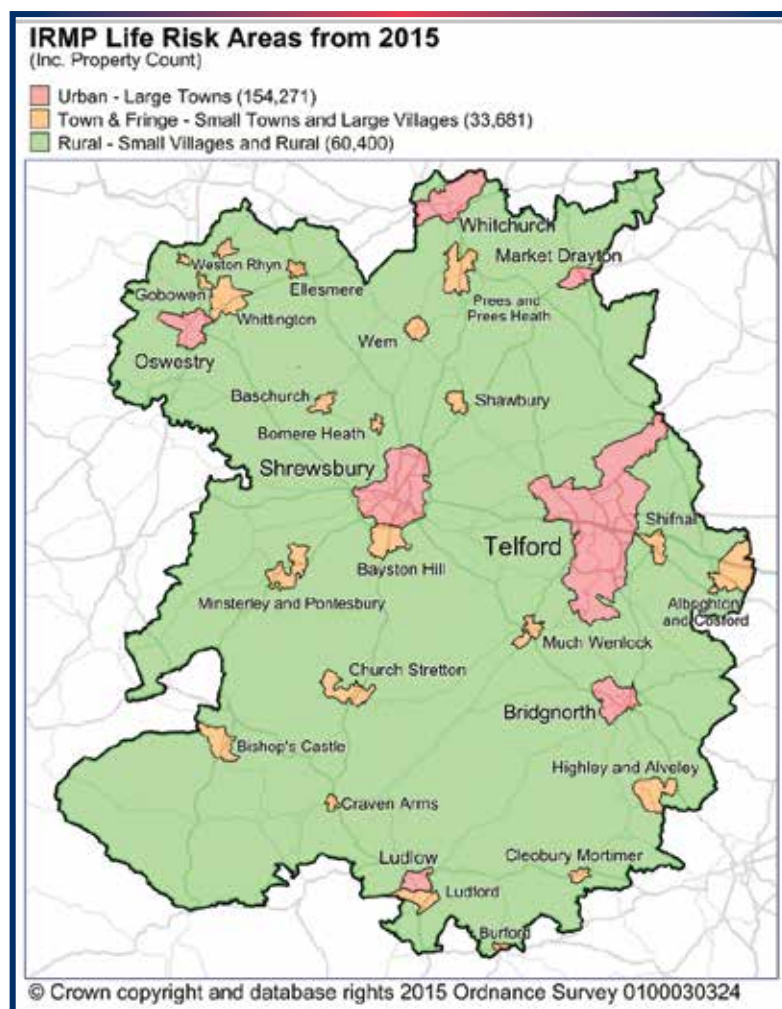 IRMP Life Risk Areas from 2015
(Inc. Property Count)
Urban - Large Towns (154,271)
Town & Fringe - Small Towns and Large Villages (33,681)
Rural - Small Villages and Rural (60,400)
Whitchurch
Market Drayton
Weston Rhyn
Ellesmere
Gobowen
Prees and
Prees Heath
Whittington
Wem
Oswestry
Baschurch
Shawbury
Bomere Heath
Shrewsbury
Shifnal
Telford
Bayston Hill
Albrighton
and Cosford
Minsterley and Pontesbury
Much Wenlock
Church Stretton
Bridgnorth
Bishop's Castle
Highley and Alveley
Craven Arms
Ludlow
Cleobury Mortimer
Ludford
Burford
© Crown copyright and database rights 2015 Ordnance Survey 0100030324